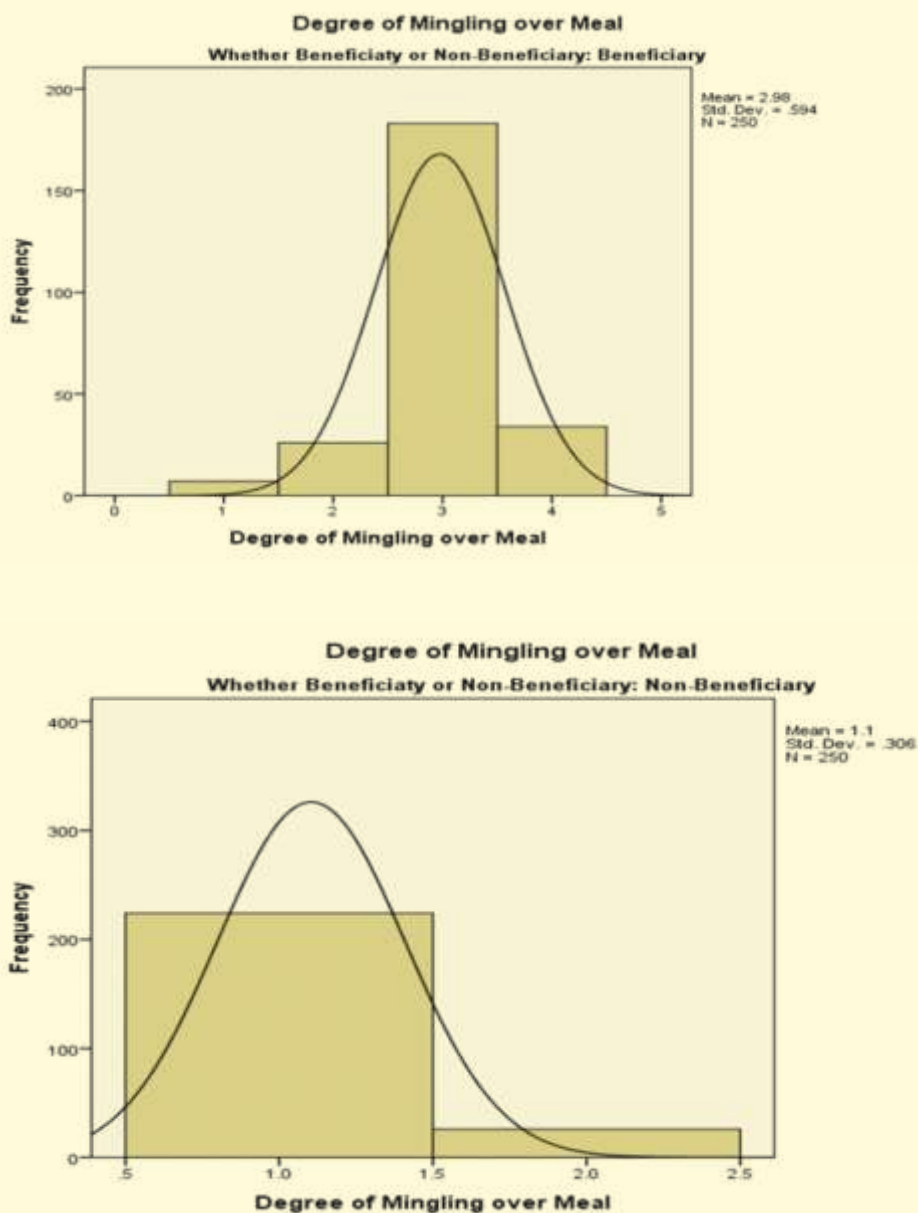 Degree of Mingling over Meal
Whether Beneficiaty or Non-Beneficiary: Beneficiary
Mean = 2.98
Std. Dev. = .594
N = 250
200
150
100
50
0
Frequency
0 1 2 3 4 5
Degree of Mingling over Meal
Degree of Mingling over Meal
Whether Beneficiaty or Non-Beneficiary: Non-Beneficiary
Mean = 1.1
Std. Dev. = .306
N = 250
400
300
200
100
0
Frequency
.5 1.0 1.5 2.0 2.5
Degree of Mingling over Meal